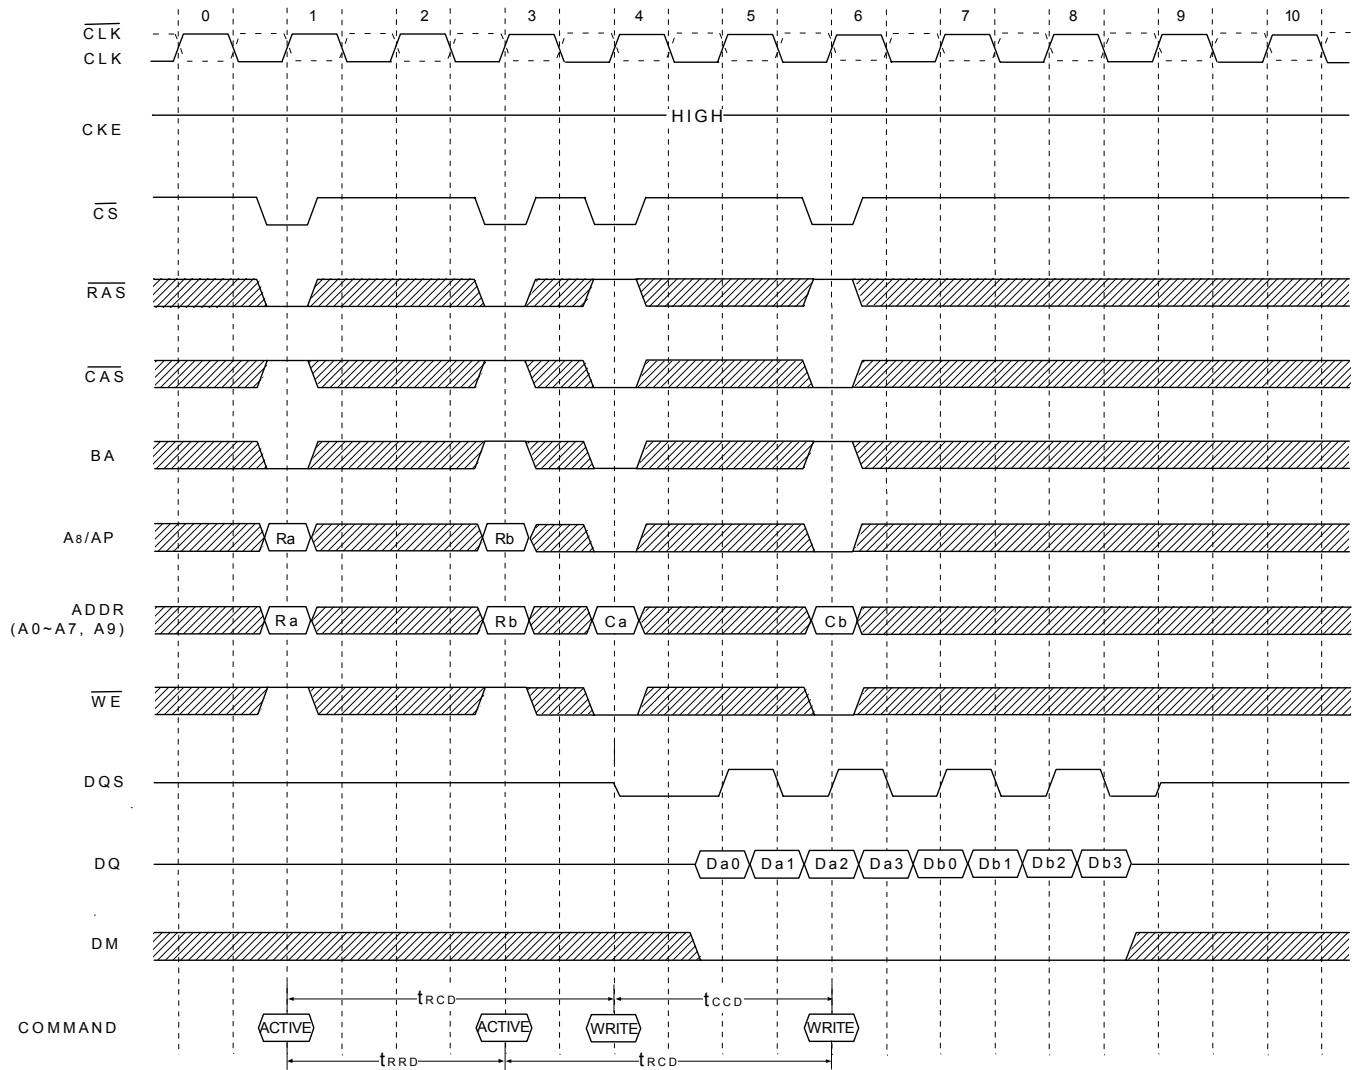 0 1 2 3 4 5 6 7 8 9 10
CLK
CLK
CKE
HIGH
CS
RAS
CAS
BA
A8/AP Ra Rb
ADDR
(A0~A7, A9)
Ra Rb Ca Cb
WE
DQS
DQ Da0 Da1 Da2 Da3 Db0 Db1 Db2 Db3
DM
tRCD tCCD
COMMAND ACTIVE ACTIVE WRITE WRITE
tRRD tRCD